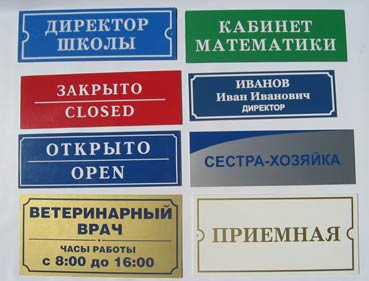 ДИРЕКТОР
ШКОЛЫ
КАБИНЕТ
МАТЕМАТИКИ
ЗАКРЫТО
CLOSED
ИВАНОВ
Иван Иванович
ДИРЕКТОР
ОТКРЫТО
OPEN
СЕСТРА-ХОЗЯЙКА
ВЕТЕРИНАРНЫЙ
ВРАЧ
ЧАСЫ РАБОТЫ
с 8:00 до 16:00
ПРИЕМНАЯ